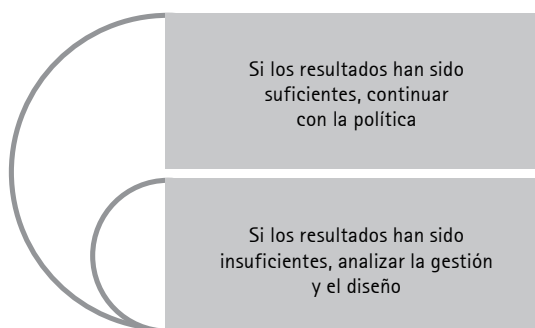 Si los resultados han sido
suficientes, continuar
con la política
Si los resultados han sido
insuficientes, analizar la gestión
y el diseño